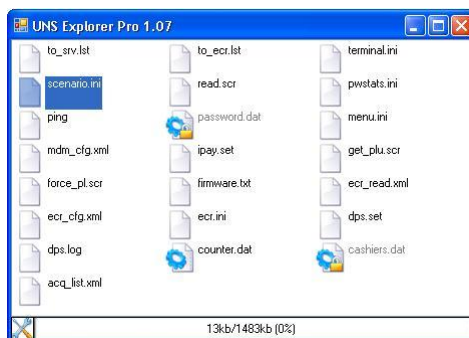 UNS Explorer Pro 1.07
to_srv.lst to_ecr.lst terminal.ini
scenario.ini read.scr pwstats.ini
ping password.dat menu.ini
mdm_cfg.xml ipay.set get_plu.scr
force_pl.scr firmware.txt ecr_read.xml
ecr_cfg.xml ecr.ini dps.set
dps.log counter.dat cashiers.dat
acq_list.xml
13kb/1483kb (0%)